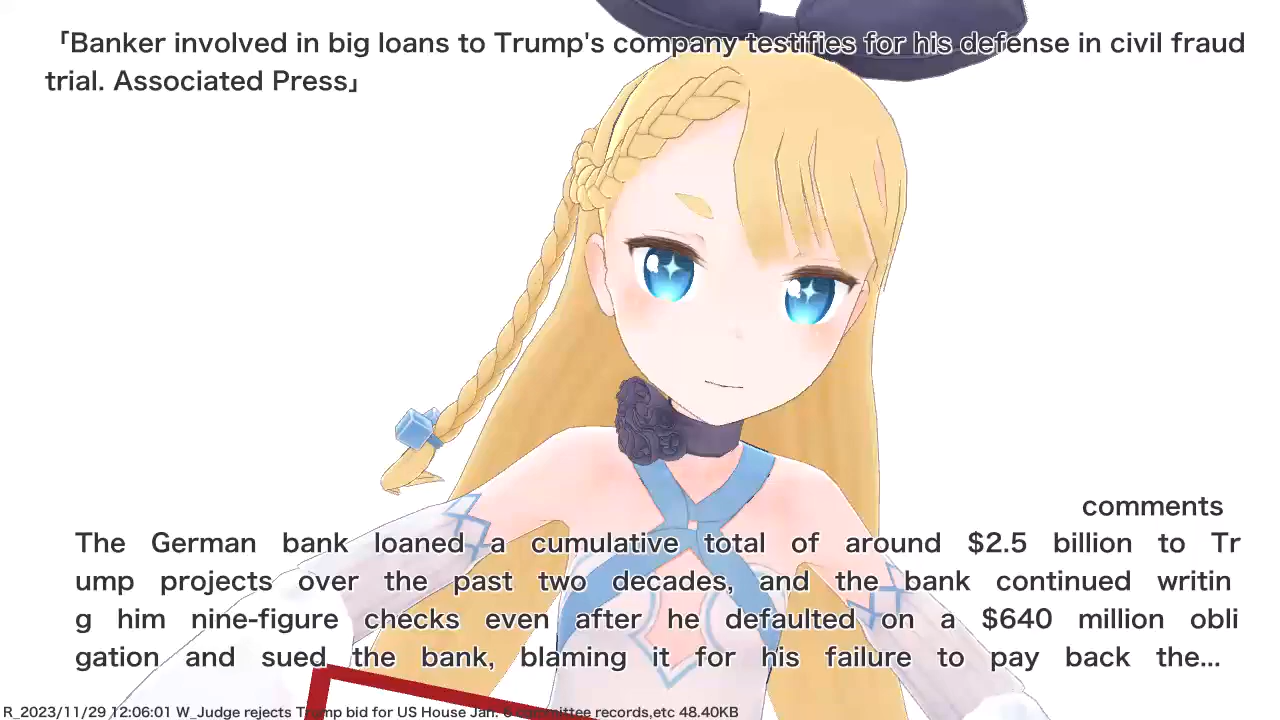 「Banker involved in big loans to Trump's company testifies for his defense in civil fraud
trial. Associated Press」
comments
The German bank loaned a cumulative total of around $2.5 billion to Tr
ump projects over the past two decades, and the bank continued writin
g him nine-figure checks even after he defaulted on a $640 million obli
gation and sued the bank, blaming it for his failure to pay back the...
R_2023/11/29 12:06:01 W_Judge rejects Trump bid for US House Jan. 6 committee records,etc 48.40KB